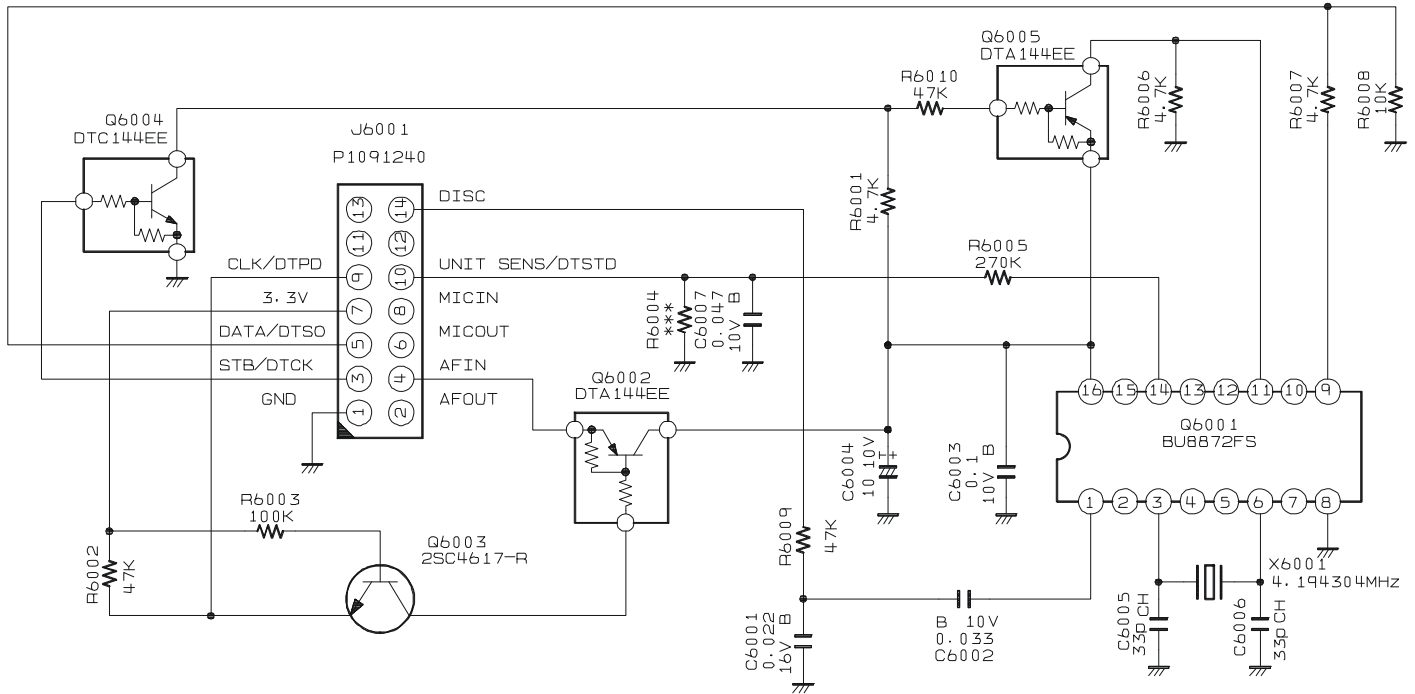 Q6005
DTA144EE
R6010
47K
R6006
4.7K
R6007
4.7K
R6008
10K
Q6004
DTC144EE
J6001
P1091240
13
14
DISC
11
12
R6001
4.7K
CLK/DTPD
9
10
UNIT SENS/DTSTD
R6005
270K
3.3V
7
8
MICIN
R6004
***
C6007
0.047
10V B
DATA/DTSO
5
6
MICOUT
STB/DTCK
3
4
AFIN
GND
1
2
AFOUT
Q6002
DTA144EE
16
15
14
13
12
11
10
9
Q6001
BU8872FS
1
2
3
4
5
6
7
8
C6004
10 10V
T+
C6003
0.1
10V B
R6003
100K
Q6003
2SC4617-R
R6002
47K
R6009
47K
X6001
4.194304MHz
C6001
0.022
16V B
B 10V
0.033
C6002
C6005
33p CH
C6006
33p CH